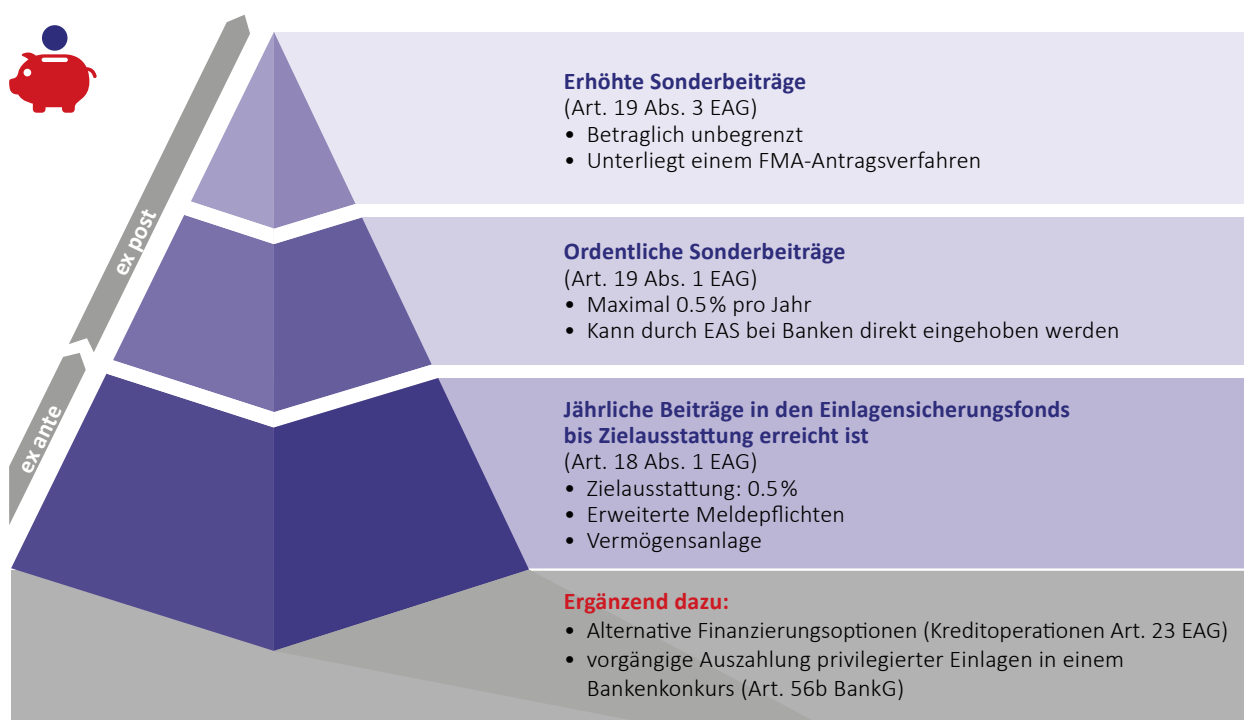 Erhöhte Sonderbeiträge
(Art. 19 Abs. 3 EAG)
• Betraglich unbegrenzt
• Unterliegt einem FMA-Antragsverfahren
ex post
Ordentliche Sonderbeiträge
(Art. 19 Abs. 1 EAG)
• Maximal 0.5% pro Jahr
• Kann durch EAS bei Banken direkt eingehoben werden
ex ante
Jährliche Beiträge in den Einlagensicherungsfonds
bis Zielausstattung erreicht ist
(Art. 18 Abs. 1 EAG)
• Zielausstattung: 0.5%
• Erweiterte Meldepflichten
• Vermögensanlage
Ergänzend dazu:
• Alternative Finanzierungsoptionen (Kreditoperationen Art. 23 EAG)
• vorgängige Auszahlung privilegierter Einlagen in einem
Bankenkonkurs (Art. 56b BankG)